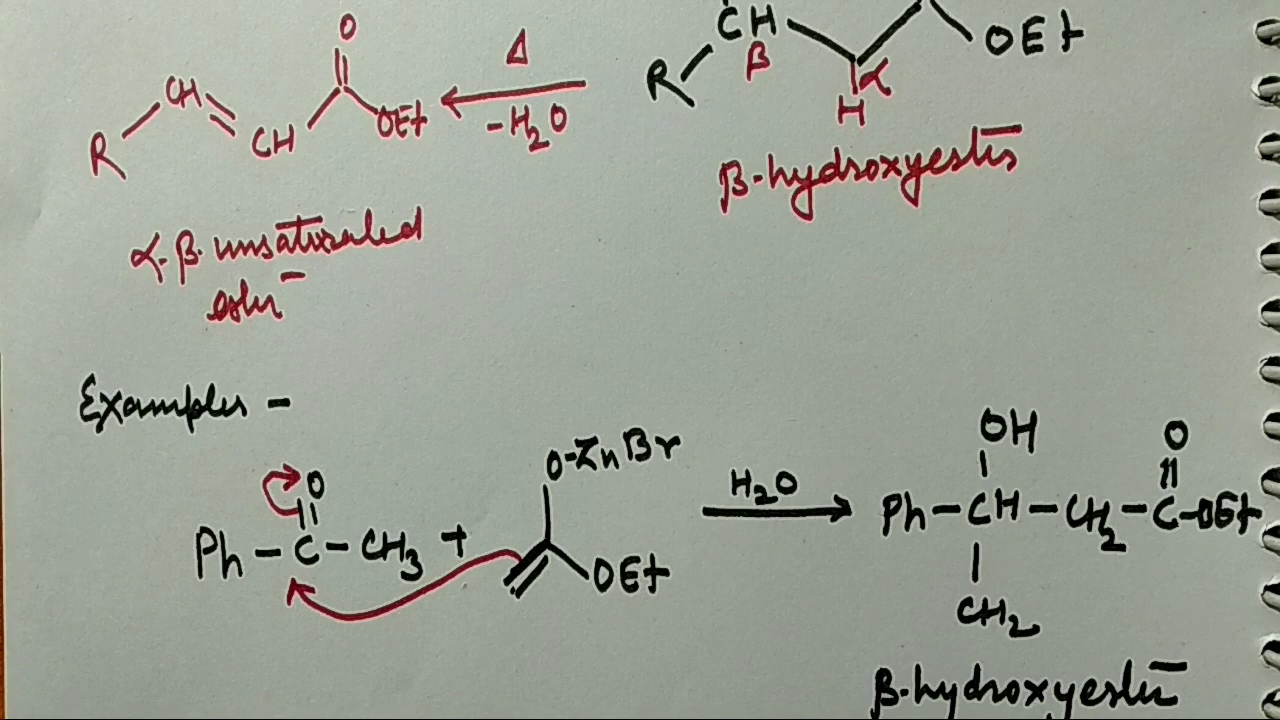 CH OEt
R β α
H
β-hydroxyester
O
CH Δ
R CH OEt -H2O
α-β-unsaturated
ester
Examples -
O O-ZnBr OH O
Ph-C-CH3 + OEt H2O Ph-CH-CH2-C-OEt
CH2
β-hydroxyester